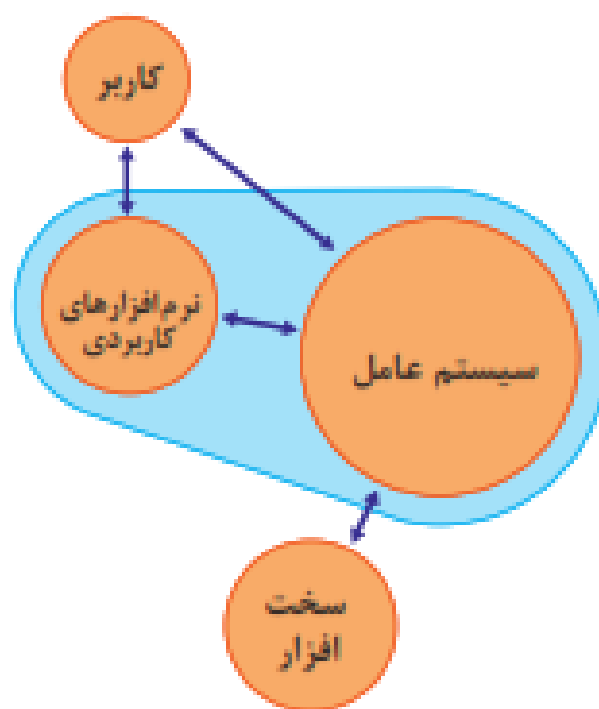 کاربر
نرم‌افزارهای
کاربردی
سیستم عامل
سخت
افزار